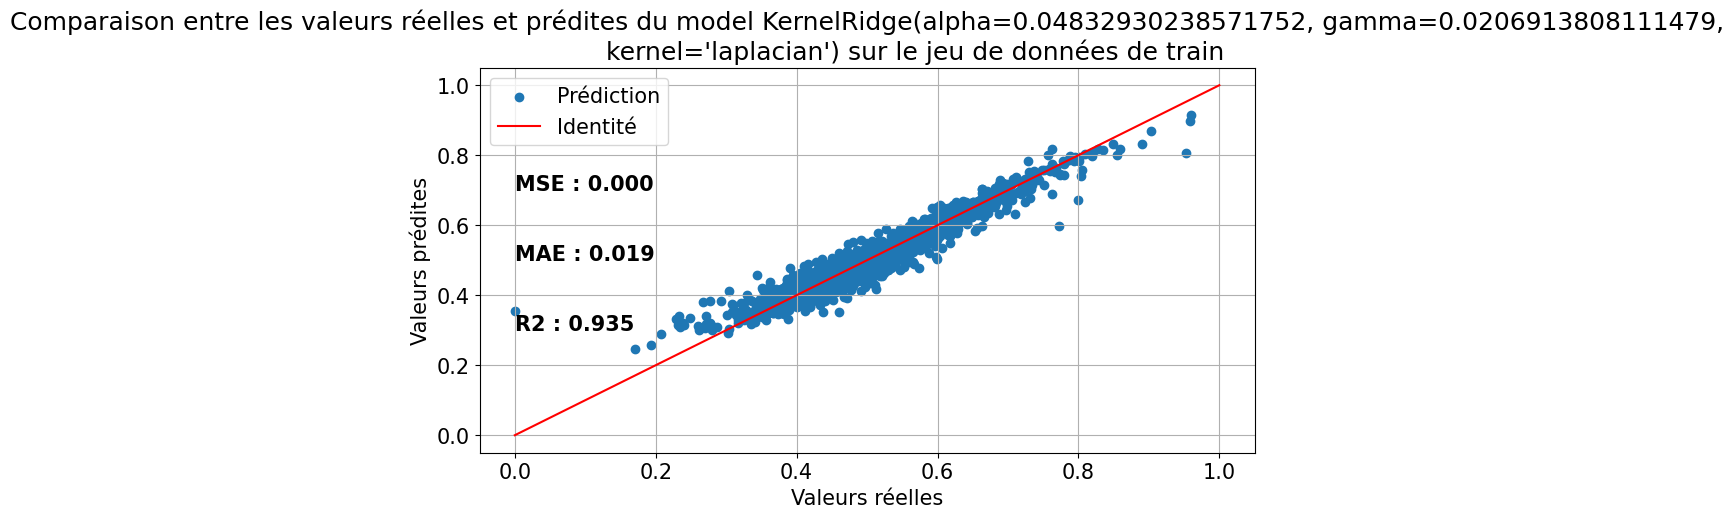 Comparaison entre les valeurs réelles et prédites du model KernelRidge(alpha=0.04832930238571752, gamma=0.0206913808111479,
kernel='laplacian') sur le jeu de données de train
1.0
0.8
0.6
0.4
0.2
0.0
Valeurs prédites
Prédiction
Identité
MSE : 0.000
MAE : 0.019
R2 : 0.935
0.0 0.2 0.4 0.6 0.8 1.0
Valeurs réelles